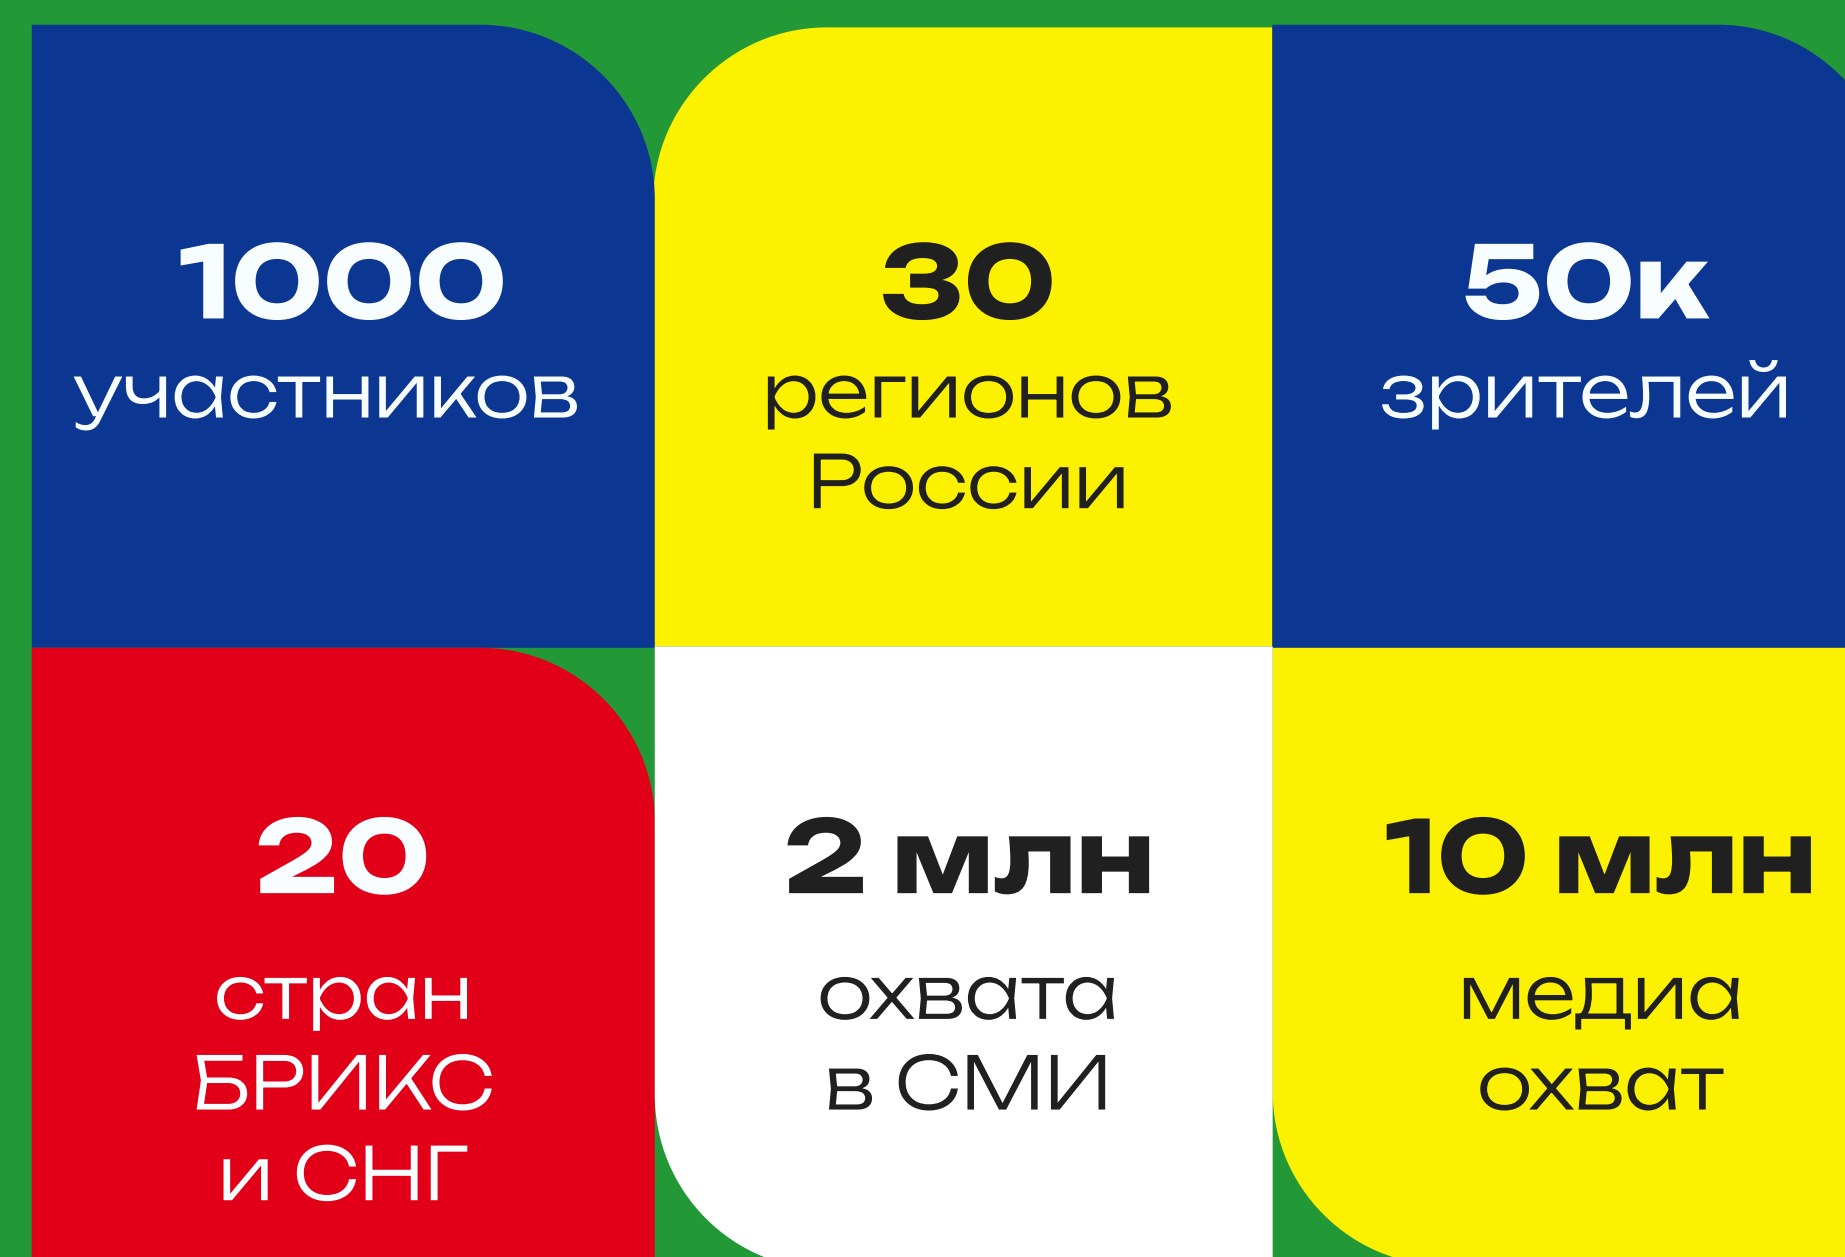 1000
участников
30
регионов
России
50к
зрителей
20
стран
БРИКС
и СНГ
2 млн
охвата
в СМИ
10 млн
медиа
охват